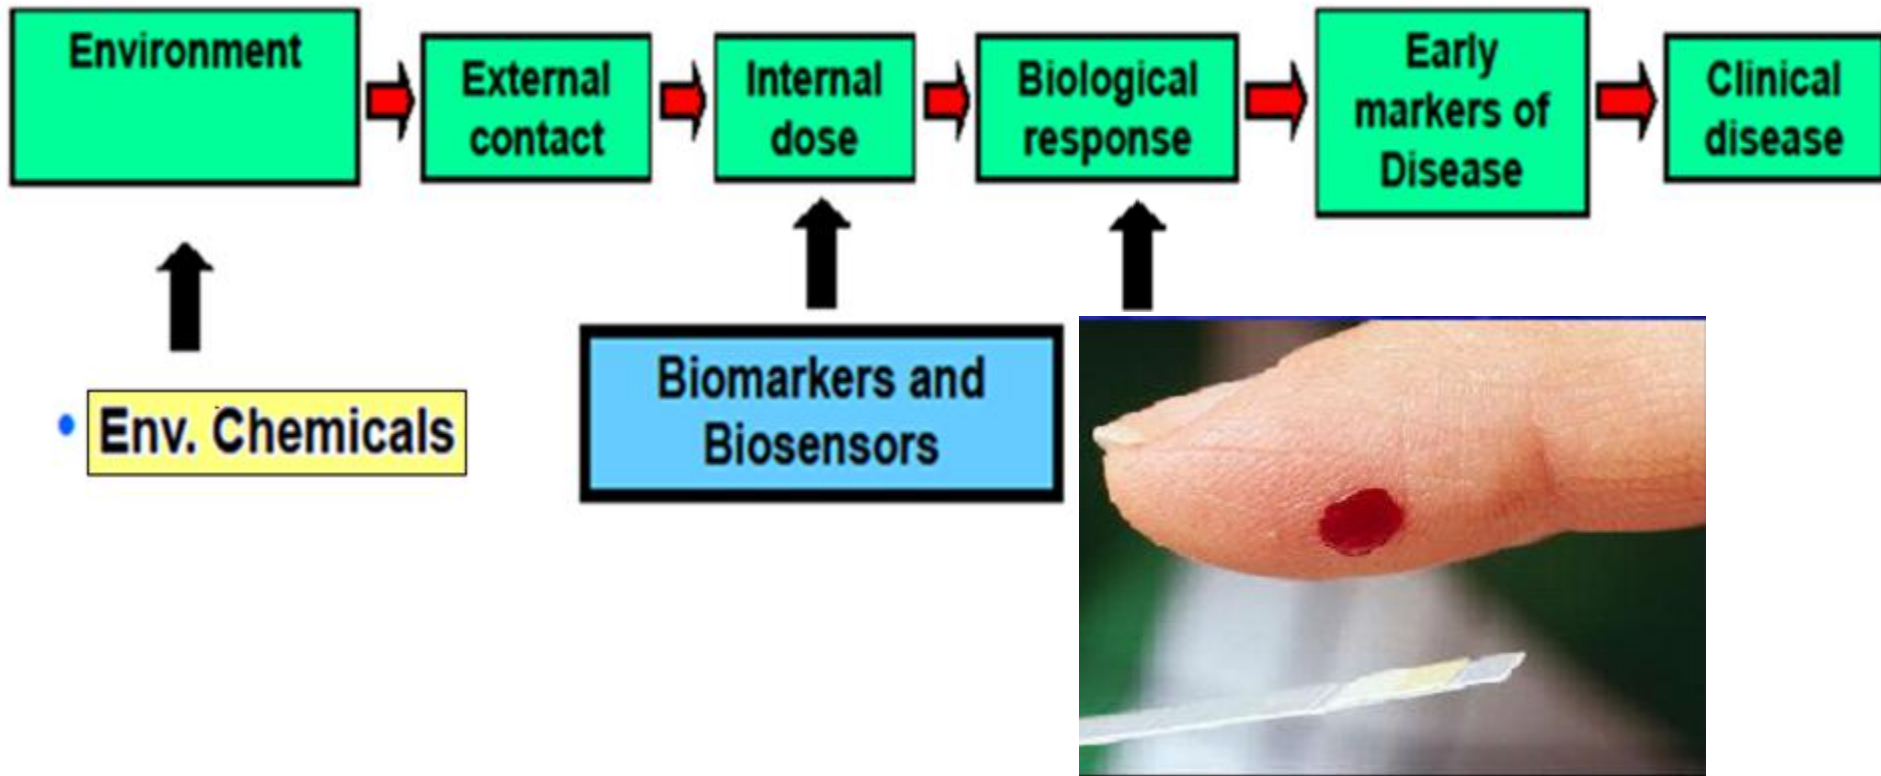 Environment
External
contact
Internal
dose
Biological
response
Early
markers of
Disease
Clinical
disease
• Env. Chemicals
Biomarkers and
Biosensors